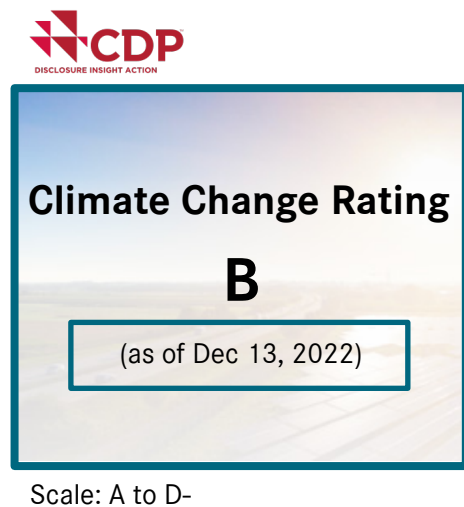 CDP
DISCLOSURE INSIGHT ACTION
Climate Change Rating
B
(as of Dec 13, 2022)
Scale: A to D-